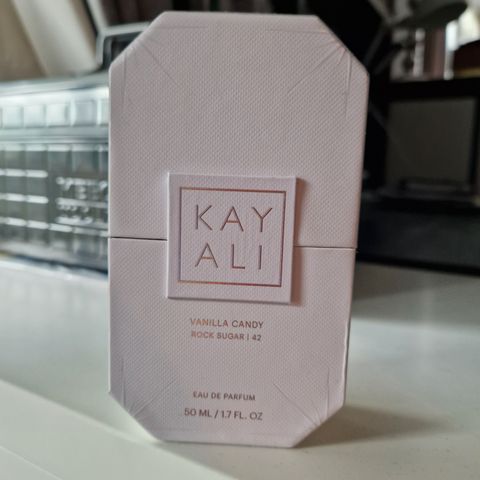 KAY
ALI
VANILLA CANDY
ROCK SUGAR | 42
EAU DE PARFUM
50 ML / 1.7 FL. OZ